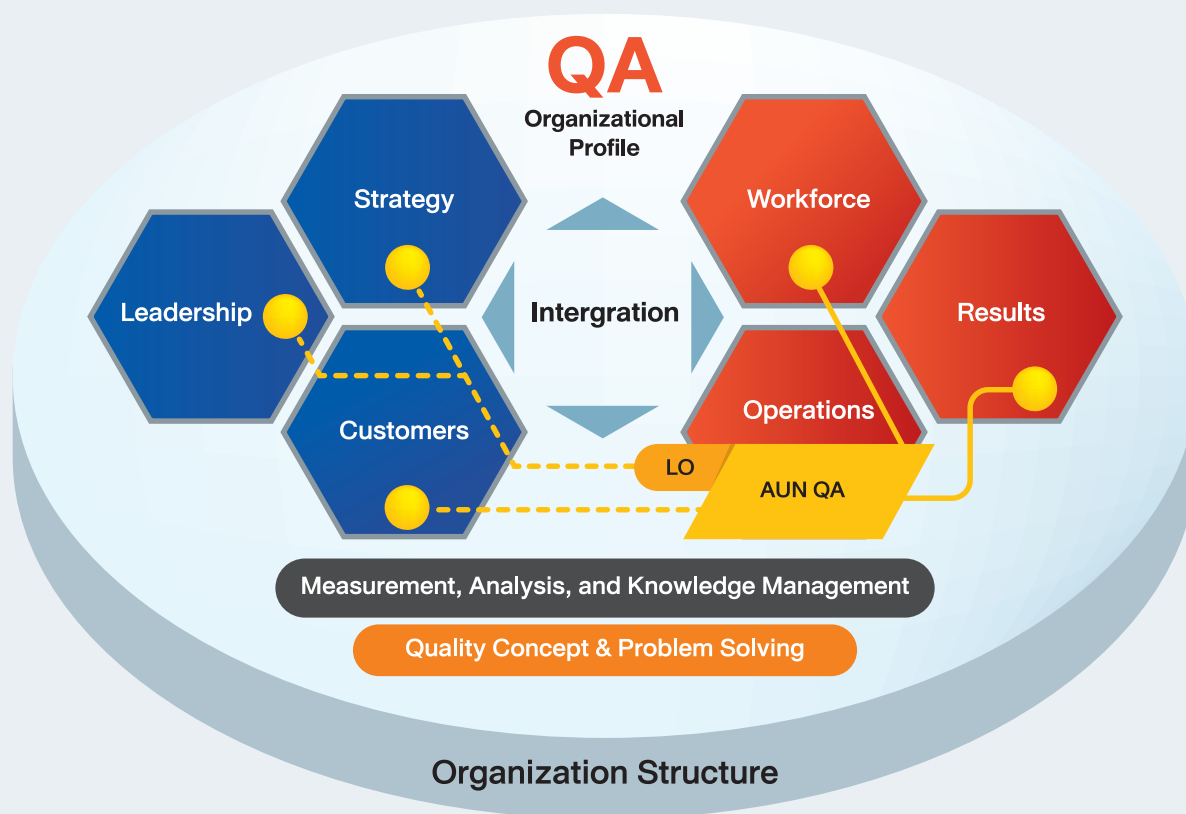 QA
Organizational
Profile
Strategy
Workforce
Leadership
Intergration
Results
Customers
Operations
LO
AUN QA
Measurement, Analysis, and Knowledge Management
Quality Concept & Problem Solving
Organization Structure